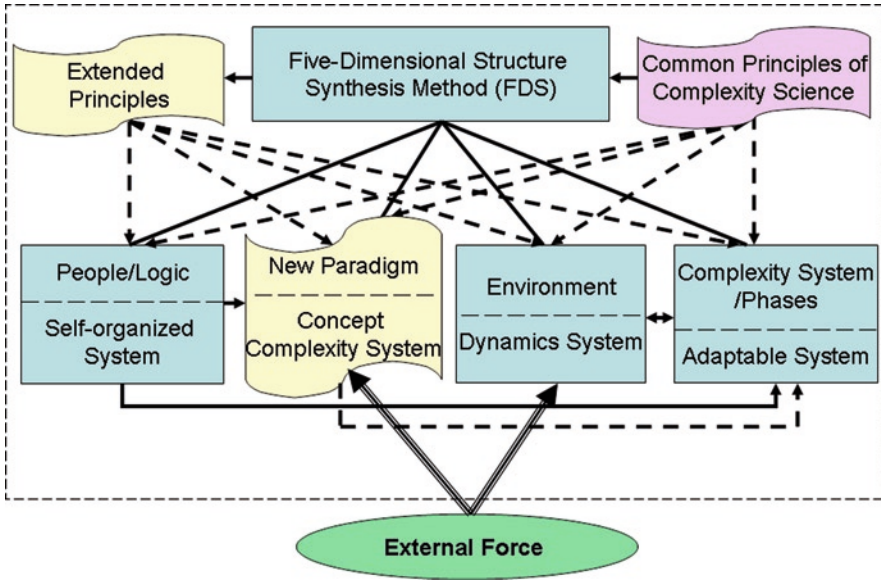 Extended
Principles
Five-Dimensional Structure
Synthesis Method (FDS)
Common Principles of
Complexity Science
People/Logic
Self-organized
System
New Paradigm
Concept
Complexity System
Environment
Dynamics System
Complexity System
/Phases
Adaptable System
External Force